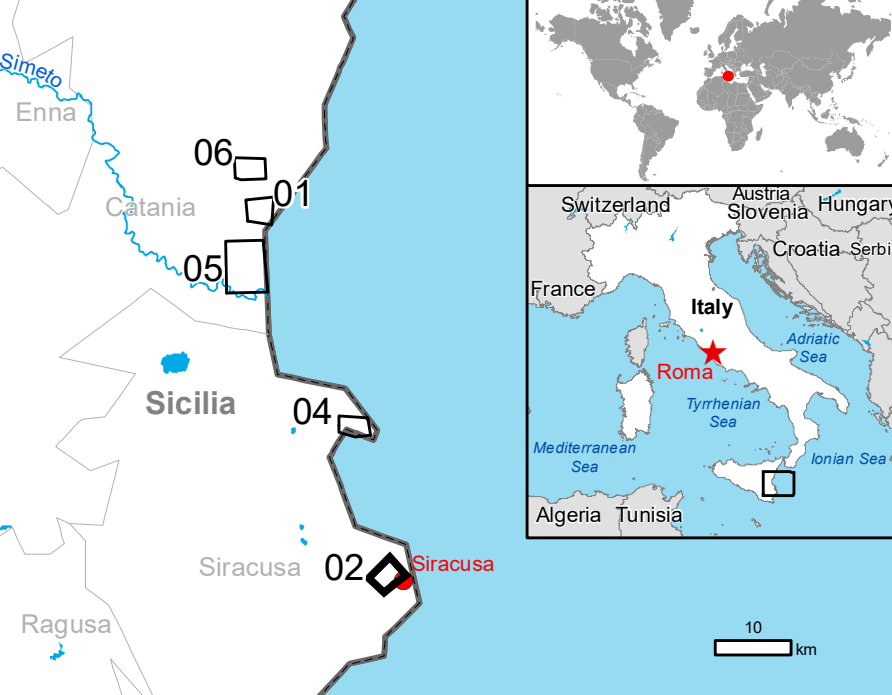 Simeto
Enna
06
01
Catania
05
Sicilia
04
Siracusa
02
Siracusa
Ragusa
Switzerland
Austria
Slovenia
Hungary
Croatia
Serbi
France
Italy
Adriatic
Sea
Roma
Tyrrhenian
Sea
Mediterranean
Sea
Ionian Sea
Algeria
Tunisia
10
km